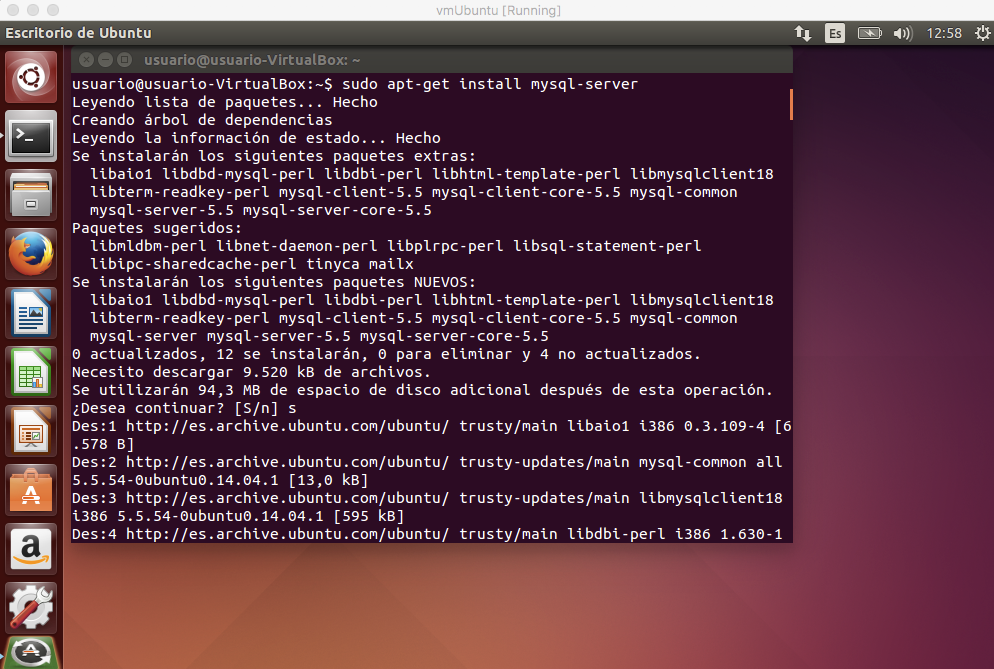 vmUbuntu [Running]
Escritorio de Ubuntu
Es
12:58
usuario@usuario-VirtualBox: ~
usuario@usuario-VirtualBox:~$ sudo apt-get install mysql-server
Leyendo lista de paquetes... Hecho
Creando árbol de dependencias
Leyendo la información de estado... Hecho
Se instalarán los siguientes paquetes extras:
libaio1 libdbd-mysql-perl libdbi-perl libhtml-template-perl libmysqlclient18
libterm-readkey-perl mysql-client-5.5 mysql-client-core-5.5 mysql-common
mysql-server-5.5 mysql-server-core-5.5
Paquetes sugeridos:
libmldbm-perl libnet-daemon-perl libplrpc-perl libsql-statement-perl
libipc-sharedcache-perl tinyca mailx
Se instalarán los siguientes paquetes NUEVOS:
libaio1 libdbd-mysql-perl libdbi-perl libhtml-template-perl libmysqlclient18
libterm-readkey-perl mysql-client-5.5 mysql-client-core-5.5 mysql-common
mysql-server mysql-server-5.5 mysql-server-core-5.5
0 actualizados, 12 se instalarán, 0 para eliminar y 4 no actualizados.
Necesito descargar 9.520 kB de archivos.
Se utilizarán 94,3 MB de espacio de disco adicional después de esta operación.
¿Desea continuar? [S/n] s
Des:1 http://es.archive.ubuntu.com/ubuntu/ trusty/main libaio1 i386 0.3.109-4 [6
.578 B]
Des:2 http://es.archive.ubuntu.com/ubuntu/ trusty-updates/main mysql-common all
5.5.54-0ubuntu0.14.04.1 [13,0 kB]
Des:3 http://es.archive.ubuntu.com/ubuntu/ trusty-updates/main libmysqlclient18
i386 5.5.54-0ubuntu0.14.04.1 [595 kB]
Des:4 http://es.archive.ubuntu.com/ubuntu/ trusty/main libdbi-perl i386 1.630-1